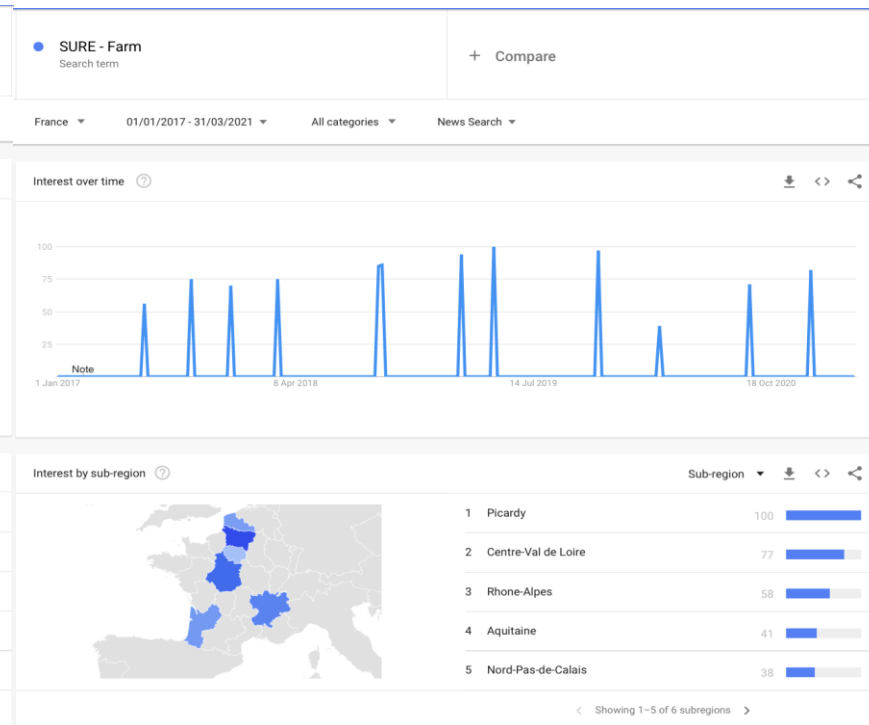 SURE - Farm
Search term
+ Compare
France
01/01/2017 - 31/03/2021
All categories
News Search
Interest over time
100
75
50
25
Note
1 Jan 2017
8 Apr 2018
14 Jul 2019
18 Oct 2020
Interest by sub-region
Sub-region
1 Picardy 100
2 Centre-Val de Loire 77
3 Rhone-Alpes 58
4 Aquitaine 41
5 Nord-Pas-de-Calais 38
Showing 1–5 of 6 subregions